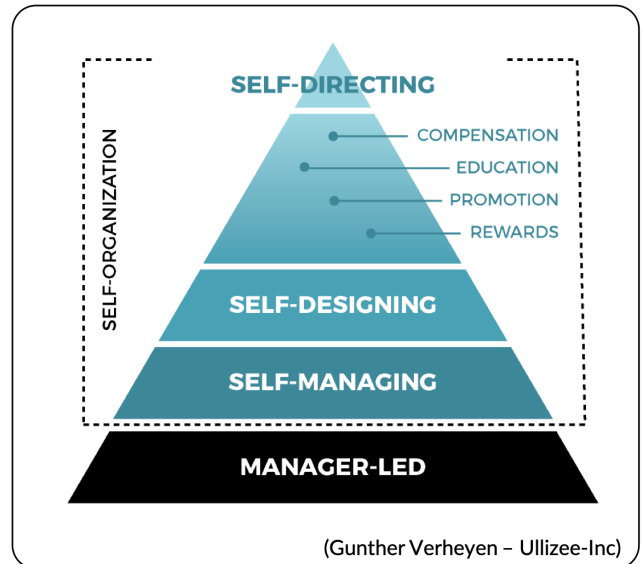 SELF-DIRECTING
COMPENSATION
EDUCATION
PROMOTION
REWARDS
SELF-ORGANIZATION
SELF-DESIGNING
SELF-MANAGING
MANAGER-LED
(Gunther Verheyen – Ullizee-Inc)